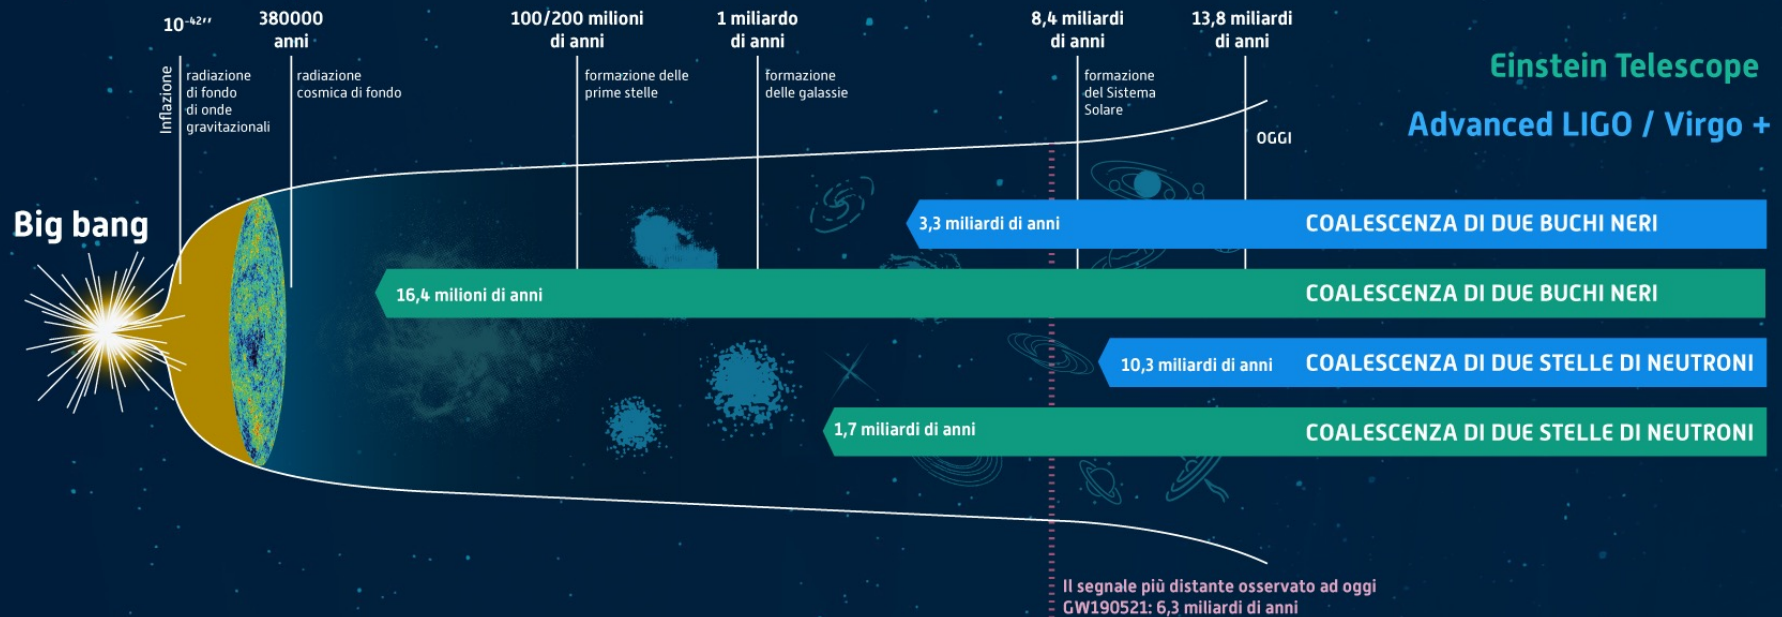 10⁻⁴²′′
Inflazione
radiazione
di fondo
di onde
gravitazionali
380000
anni
radiazione
cosmica di fondo
100/200 milioni
di anni
formazione delle
prime stelle
1 miliardo
di anni
formazione
delle galassie
8,4 miliardi
di anni
formazione
del Sistema
Solare
13,8 miliardi
di anni
OGGI
Einstein Telescope
Advanced LIGO / Virgo +
Big bang
3,3 miliardi di anni COALESCENZA DI DUE BUCHI NERI
16,4 milioni di anni COALESCENZA DI DUE BUCHI NERI
10,3 miliardi di anni COALESCENZA DI DUE STELLE DI NEUTRONI
1,7 miliardi di anni COALESCENZA DI DUE STELLE DI NEUTRONI
Il segnale più distante osservato ad oggi
GW190521: 6,3 miliardi di anni